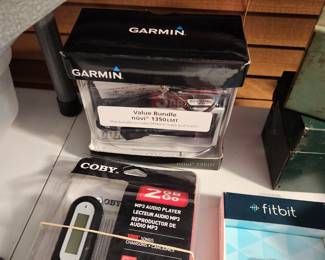 GARMIN
GARMIN
Value Bundle
nüvi® 1350LMT
COBY.
2GB
Go
MP3 AUDIO PLAYER
LECTEUR AUDIO MP3
REPRODUCTOR DE
AUDIO MP3
fitbit